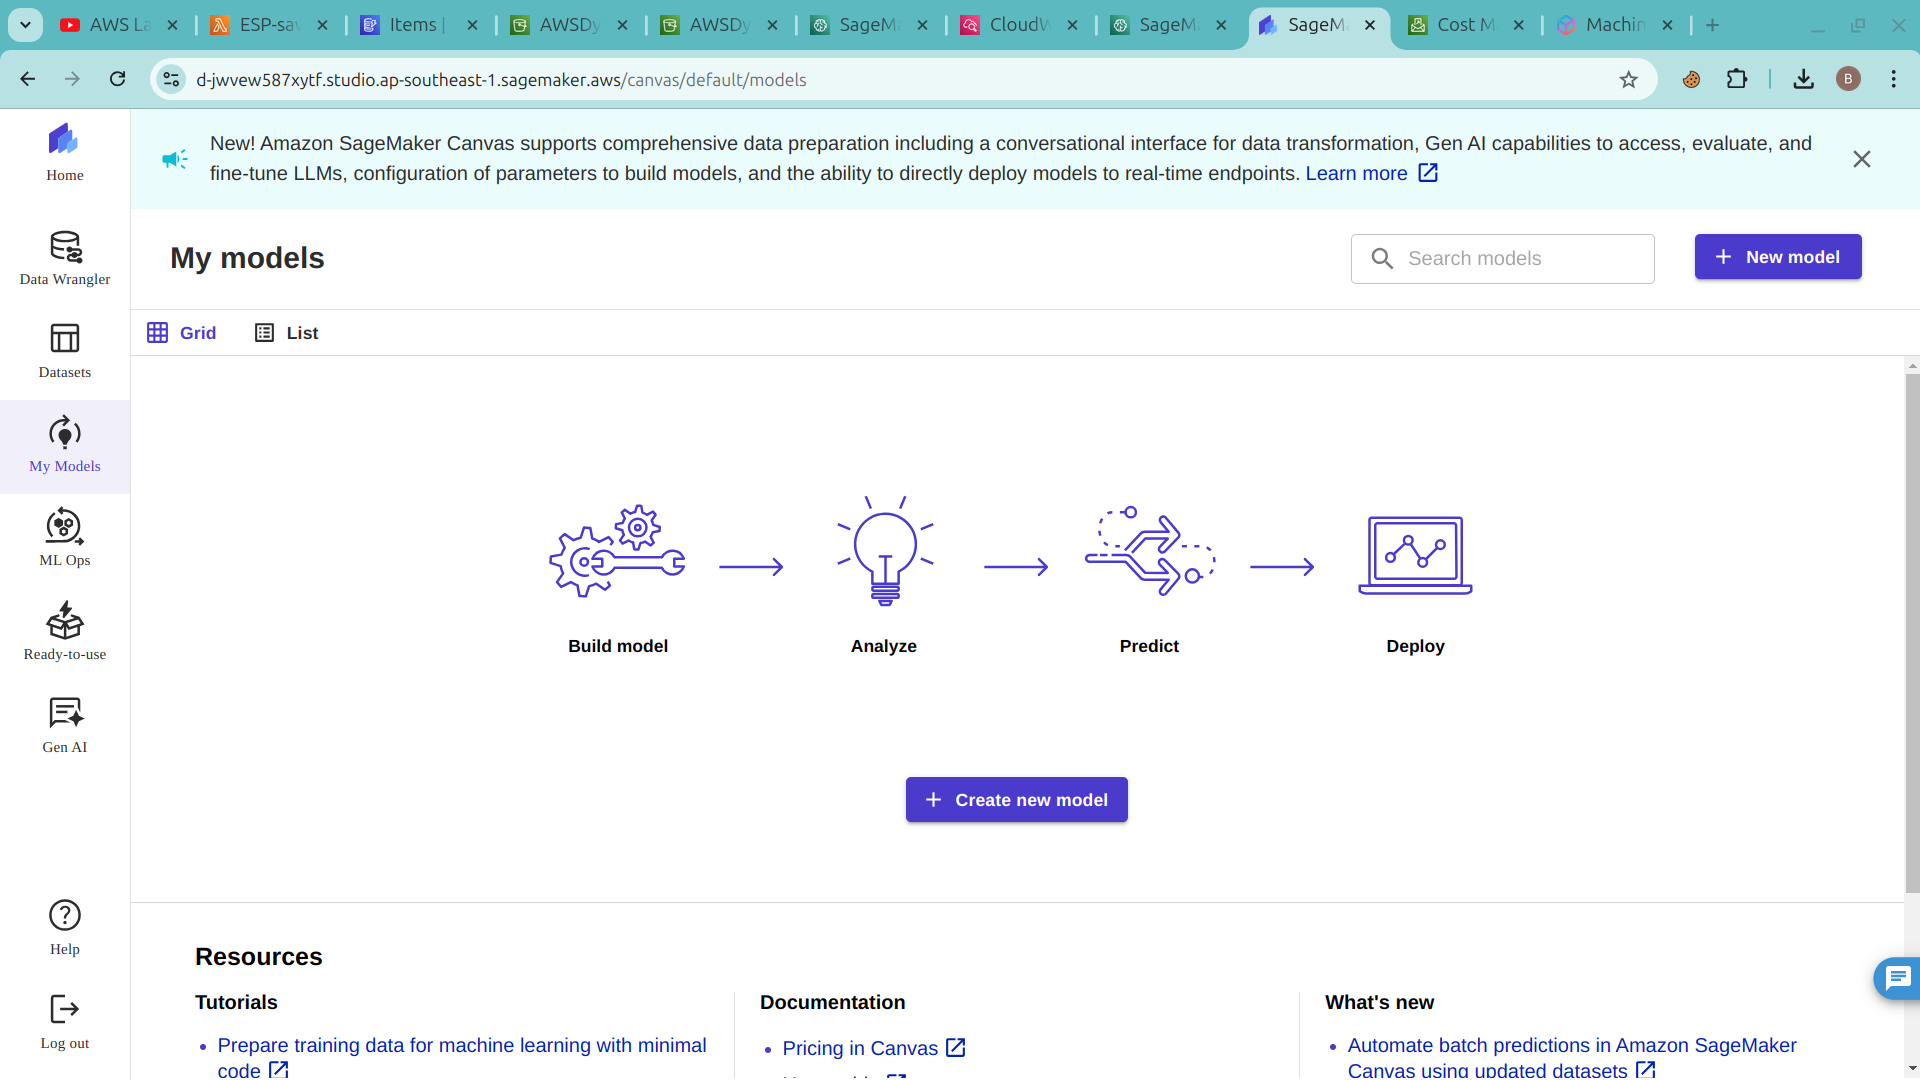 AWS La
ESP-sav
Items |
AWSDy
AWSDy
SageMa
CloudW
SageMa
SageMa
Cost M
Machin
d-jwvew587xytf.studio.ap-southeast-1.sagemaker.aws/canvas/default/models
B
New! Amazon SageMaker Canvas supports comprehensive data preparation including a conversational interface for data transformation, Gen AI capabilities to access, evaluate, and
fine-tune LLMs, configuration of parameters to build models, and the ability to directly deploy models to real-time endpoints. Learn more
Home
Data Wrangler
Datasets
My Models
ML Ops
Ready-to-use
Gen AI
Help
Log out
My models
Search models
New model
Grid
List
Build model
Analyze
Predict
Deploy
Create new model
Resources
Tutorials
Prepare training data for machine learning with minimal
code
Documentation
Pricing in Canvas
What's new
Automate batch predictions in Amazon SageMaker
Canvas using updated datasets